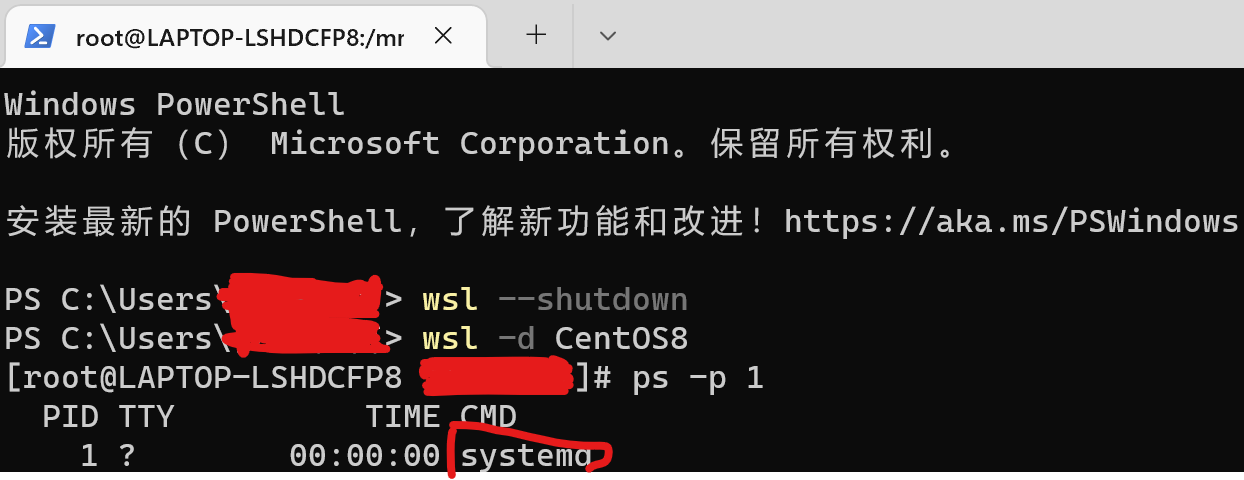 root@LAPTOP-LSHDCFP8:/mr
Windows PowerShell
版权所有 (C) Microsoft Corporation。保留所有权利。
安装最新的 PowerShell，了解新功能和改进！https://aka.ms/PSWindows
PS C:\Users\ > wsl --shutdown
PS C:\Users\ > wsl -d CentOS8
[root@LAPTOP-LSHDCFP8 ]# ps -p 1
PID TTY TIME CMD
1 ? 00:00:00 systemd